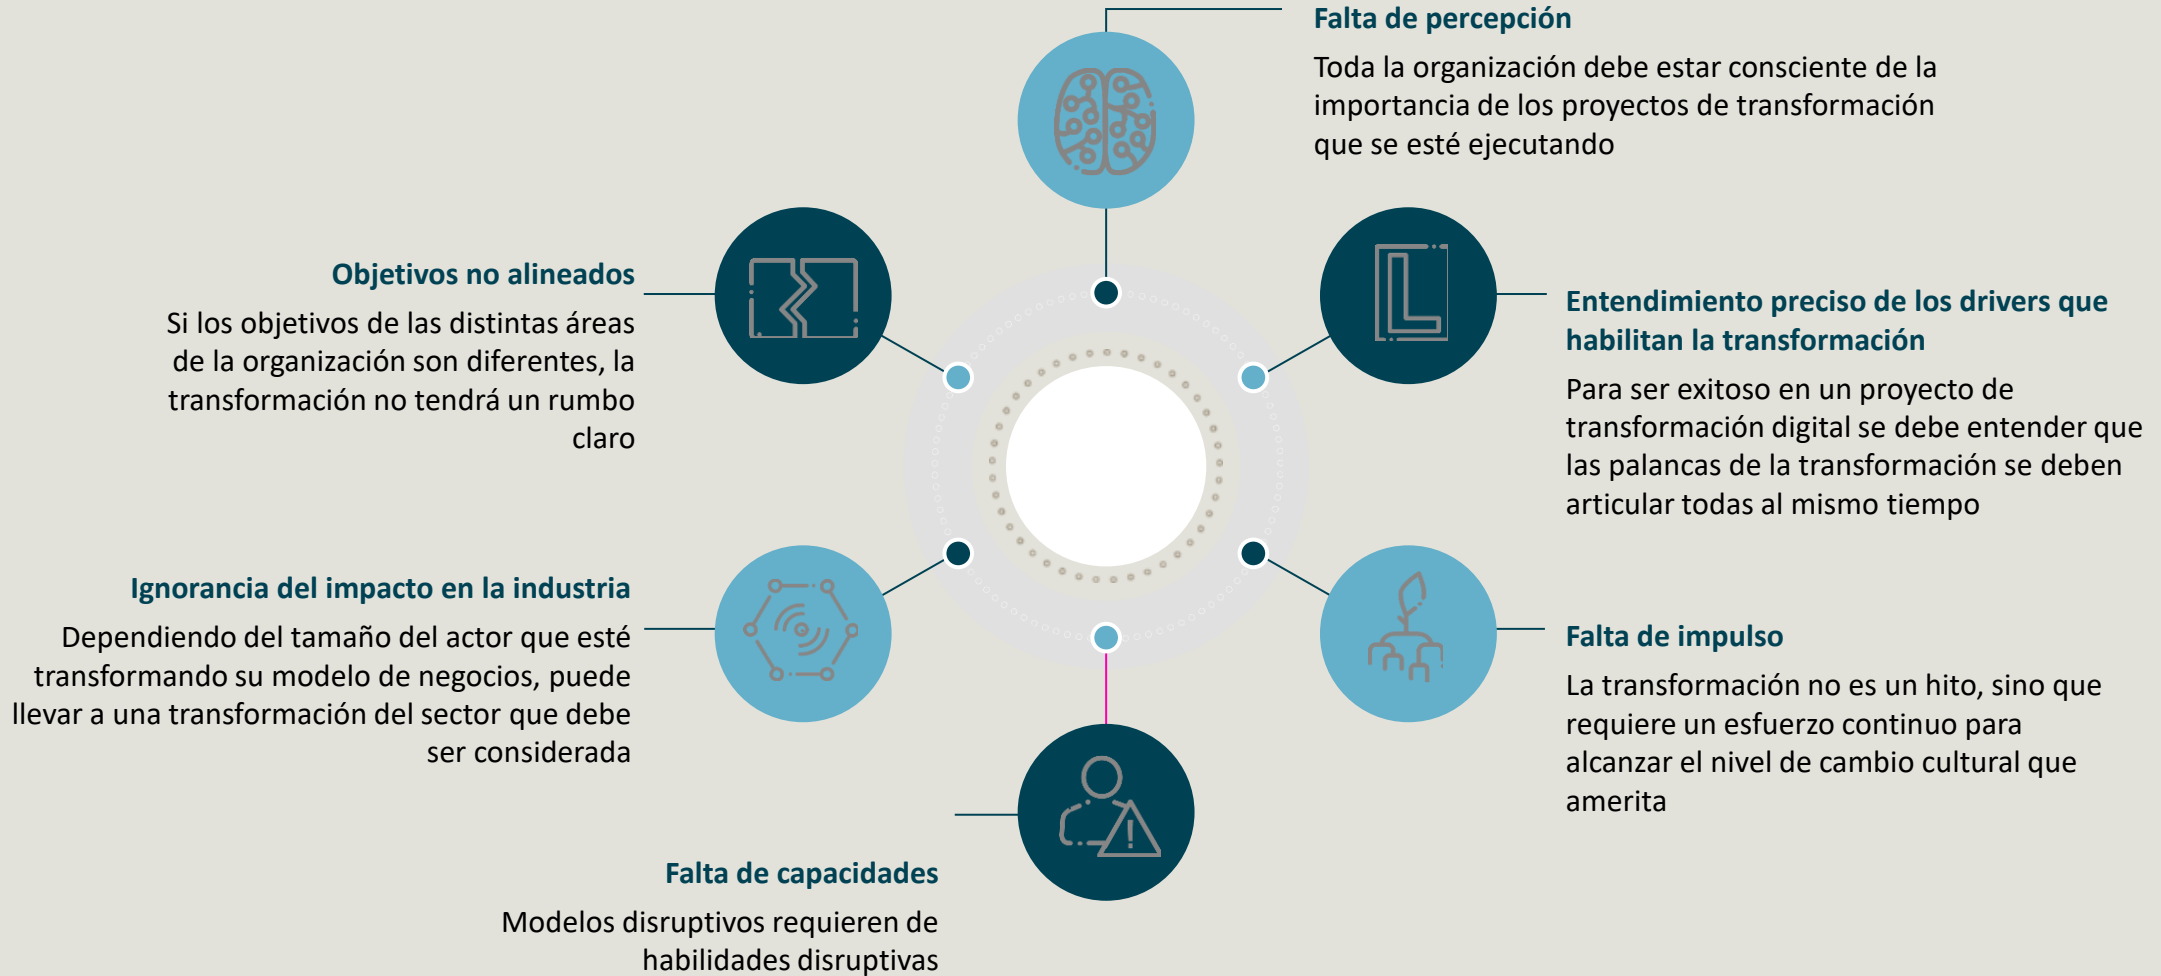 Falta de percepción
Toda la organización debe estar consciente de la
importancia de los proyectos de transformación
que se esté ejecutando
Objetivos no alineados
Si los objetivos de las distintas áreas
de la organización son diferentes, la
transformación no tendrá un rumbo
claro
Entendimiento preciso de los drivers que
habilitan la transformación
Para ser exitoso en un proyecto de
transformación digital se debe entender que
las palancas de la transformación se deben
articular todas al mismo tiempo
Ignorancia del impacto en la industria
Dependiendo del tamaño del actor que esté
transformando su modelo de negocios, puede
llevar a una transformación del sector que debe
ser considerada
Falta de impulso
La transformación no es un hito, sino que
requiere un esfuerzo continuo para
alcanzar el nivel de cambio cultural que
amerita
Falta de capacidades
Modelos disruptivos requieren de
habilidades disruptivas